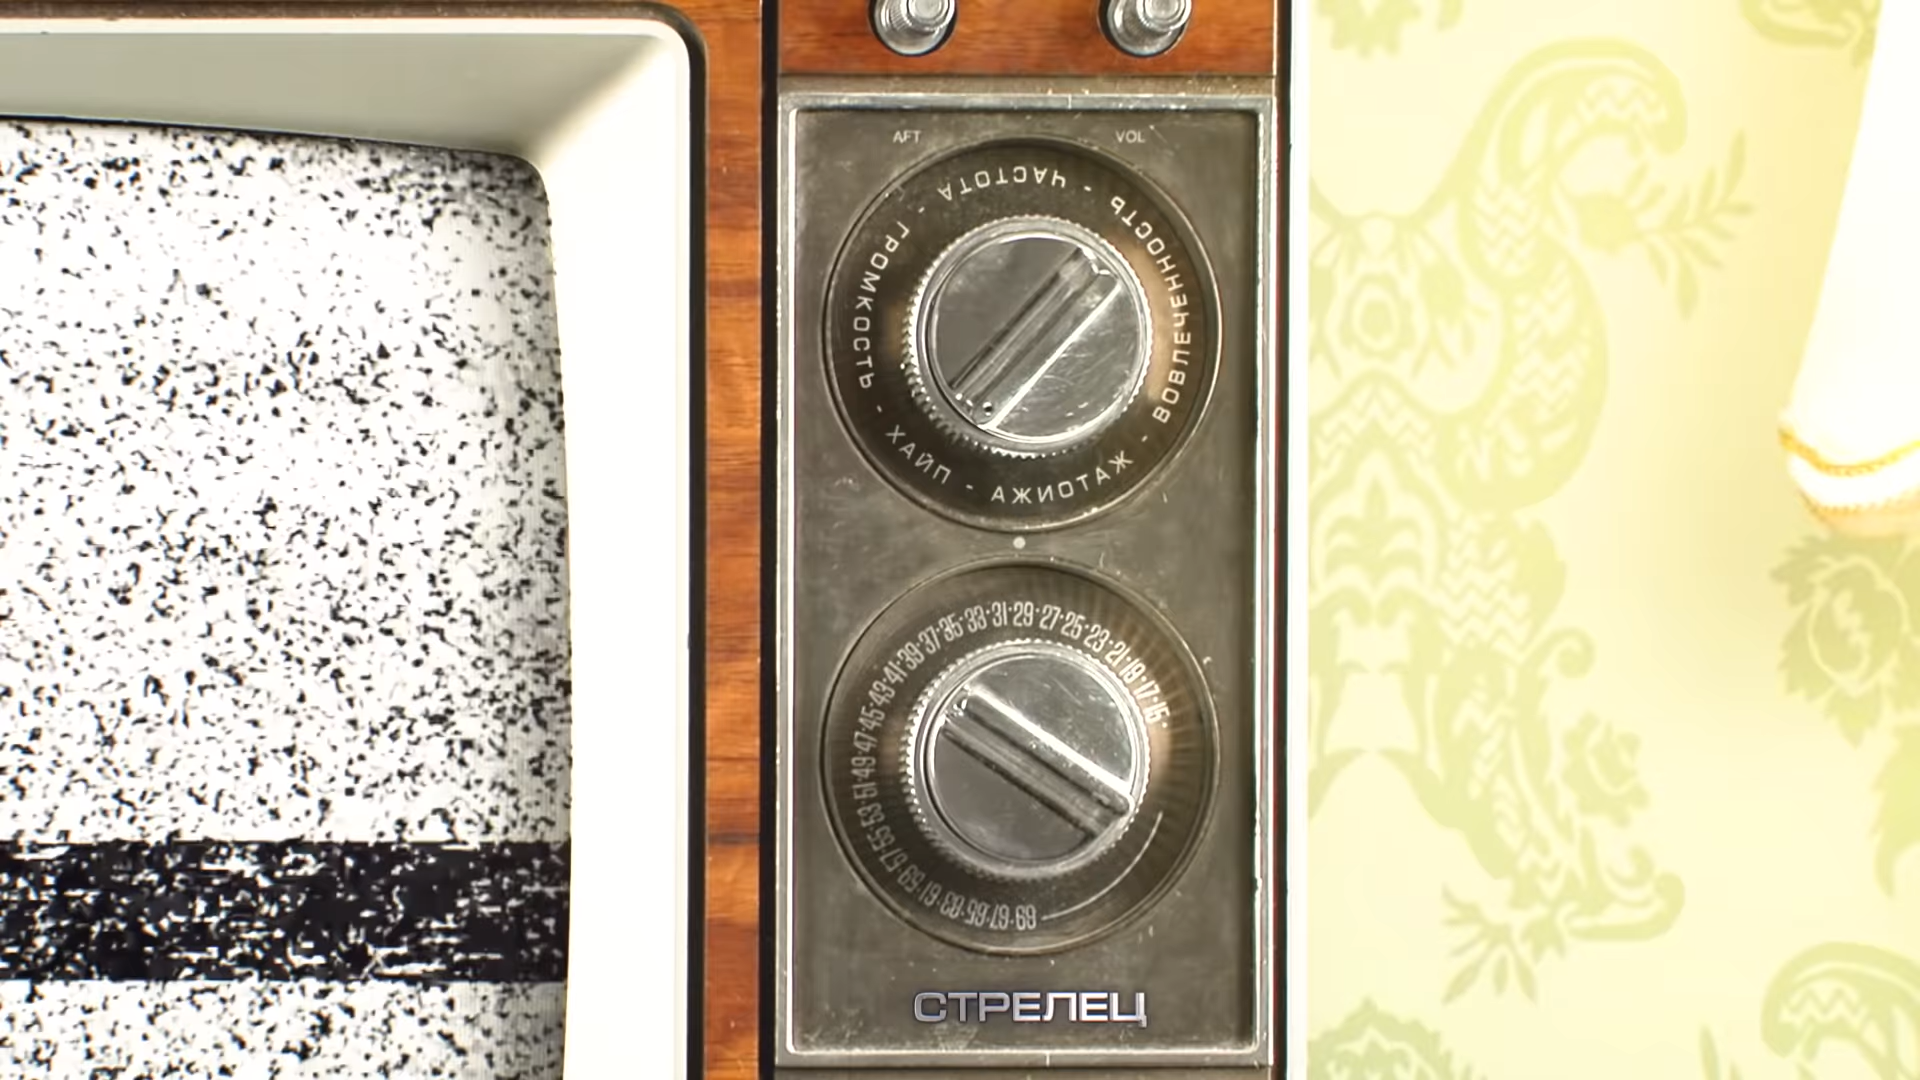 AFT VOL
ЧАСТОТА - ГРОМКОСТЬ - ХАЙП - АЖИОТАЖ - ВОВЛЕЧЕННОСТЬ -
69·67·65·63·61·59·57·55·53·51·49·47·45·43·41·39·37·35·33·31·29·27·25·23·21·19·17·15·
СТРЕЛЕЦ